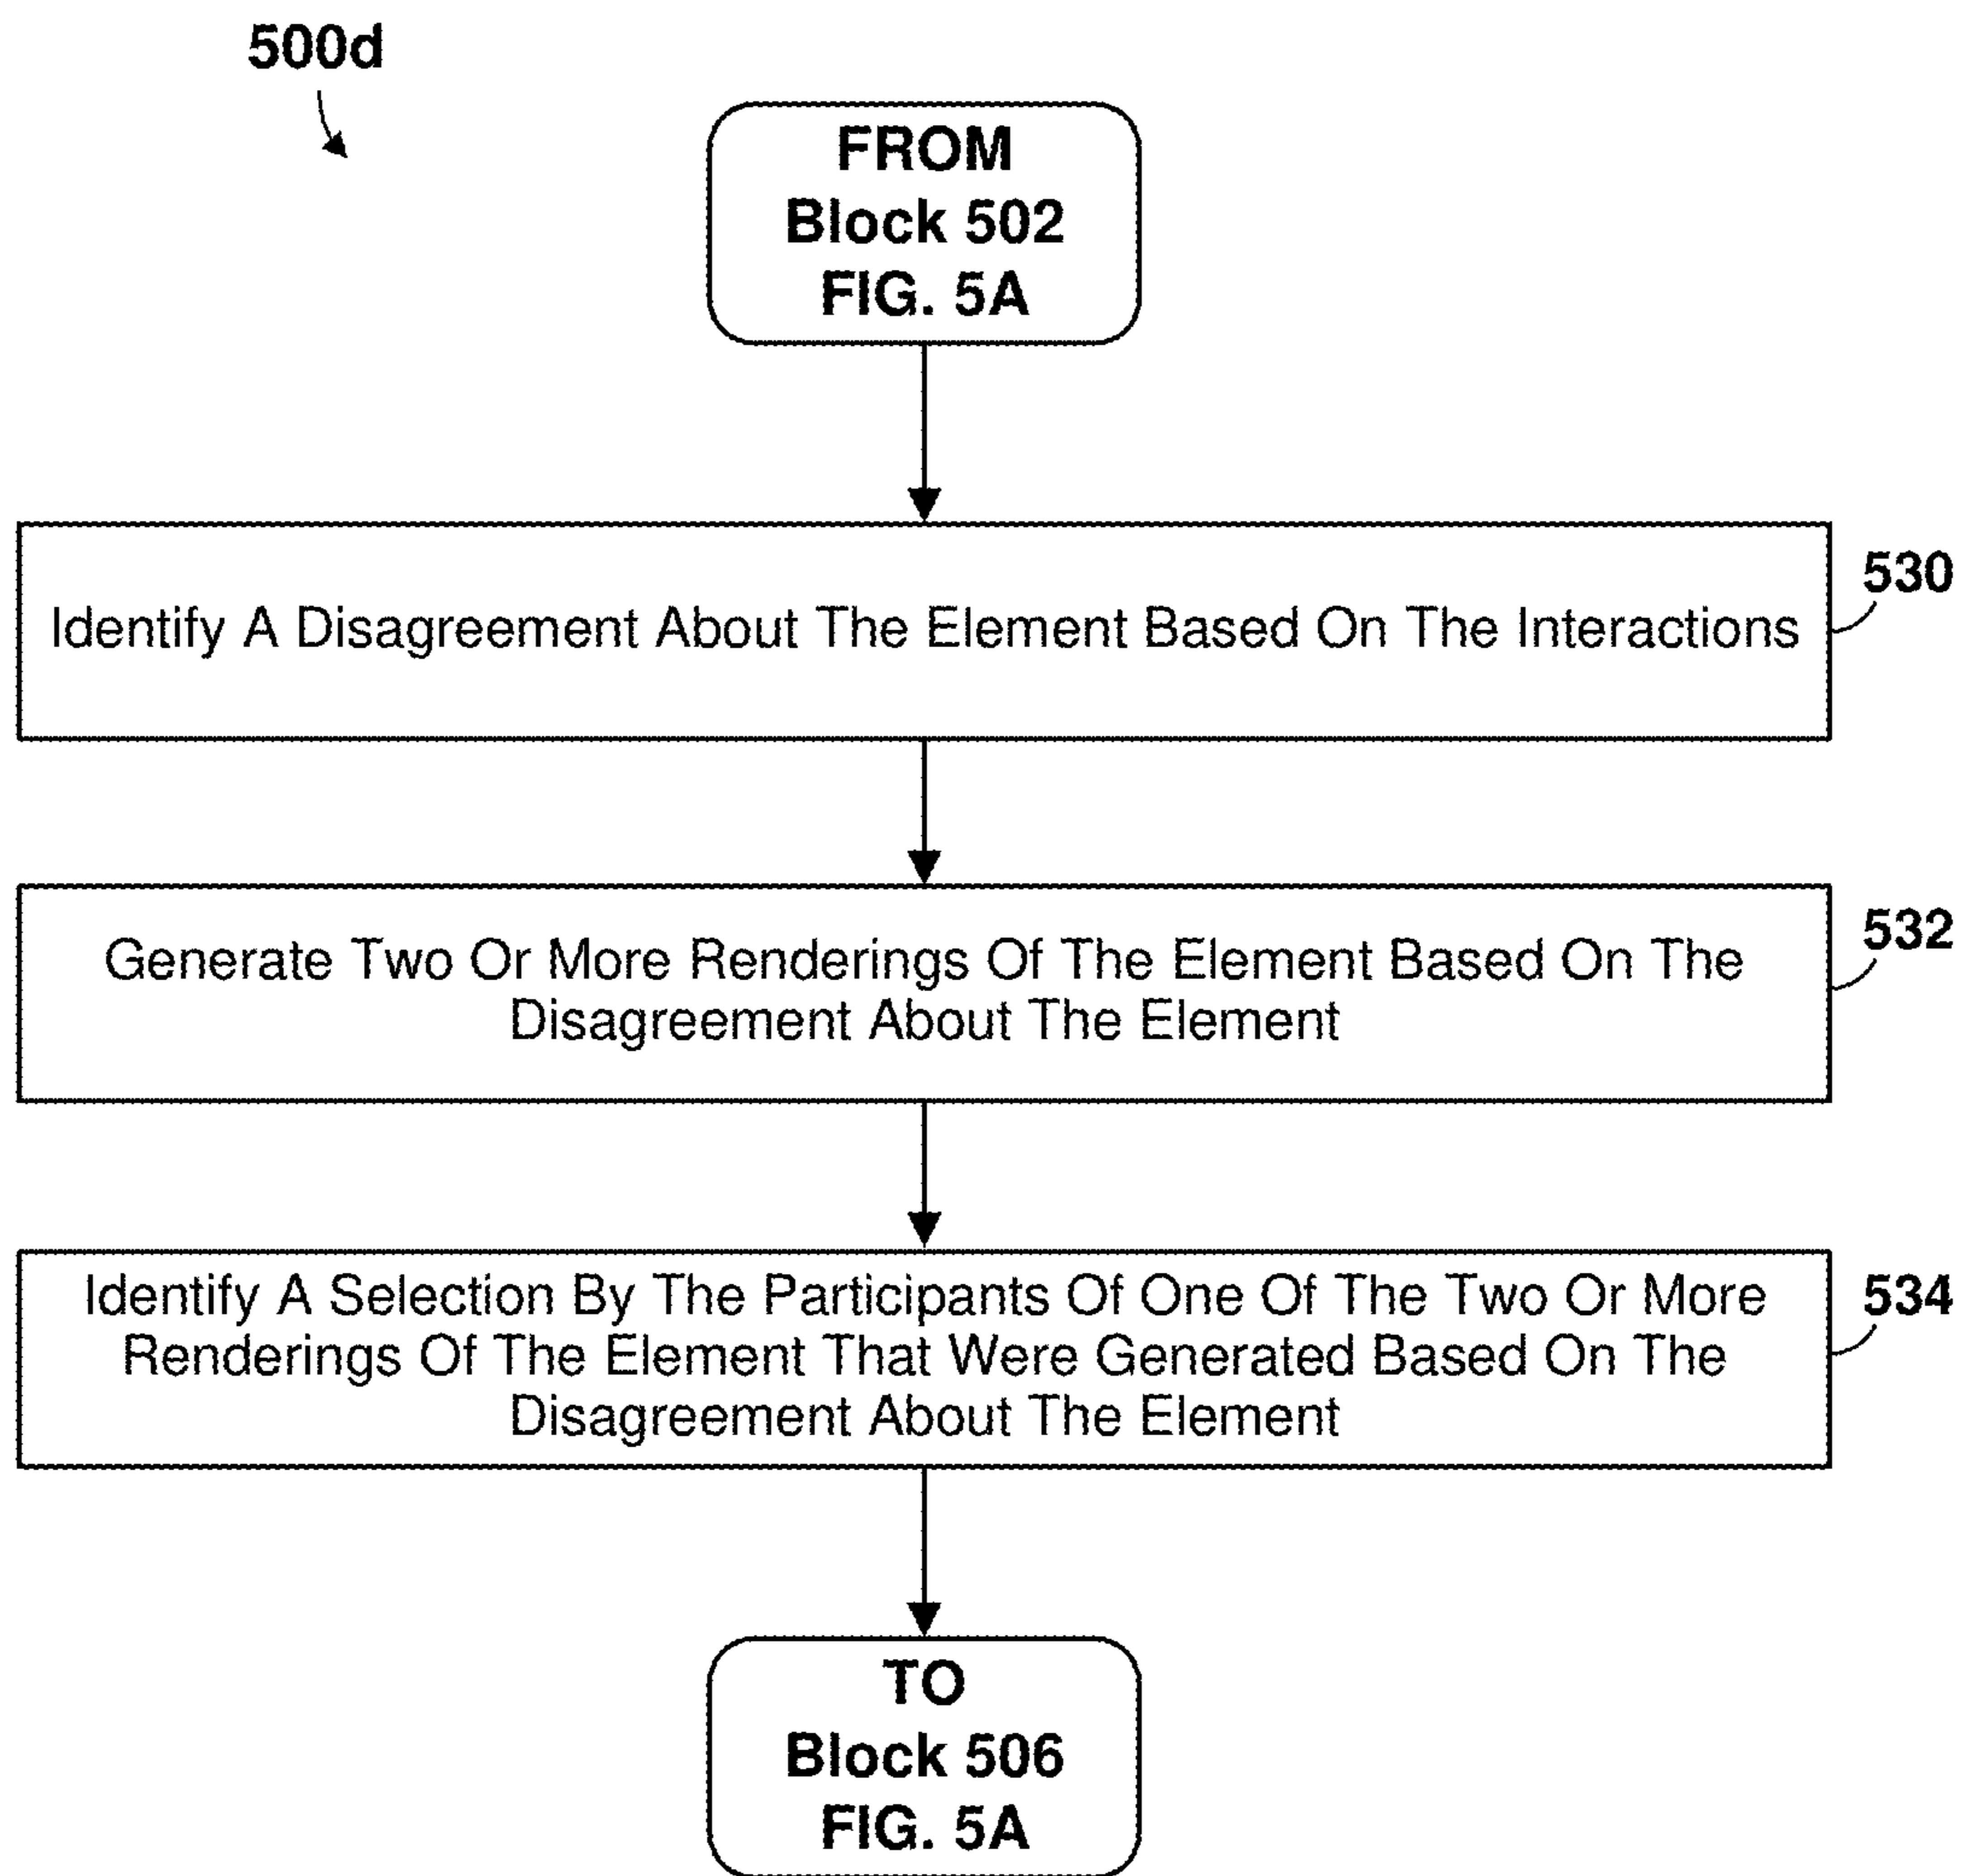 500d
FROM
Block 502
FIG. 5A
Identify A Disagreement About The Element Based On The Interactions
530
Generate Two Or More Renderings Of The Element Based On The
Disagreement About The Element
532
Identify A Selection By The Participants Of One Of The Two Or More
Renderings Of The Element That Were Generated Based On The
Disagreement About The Element
534
TO
Block 506
FIG. 5A